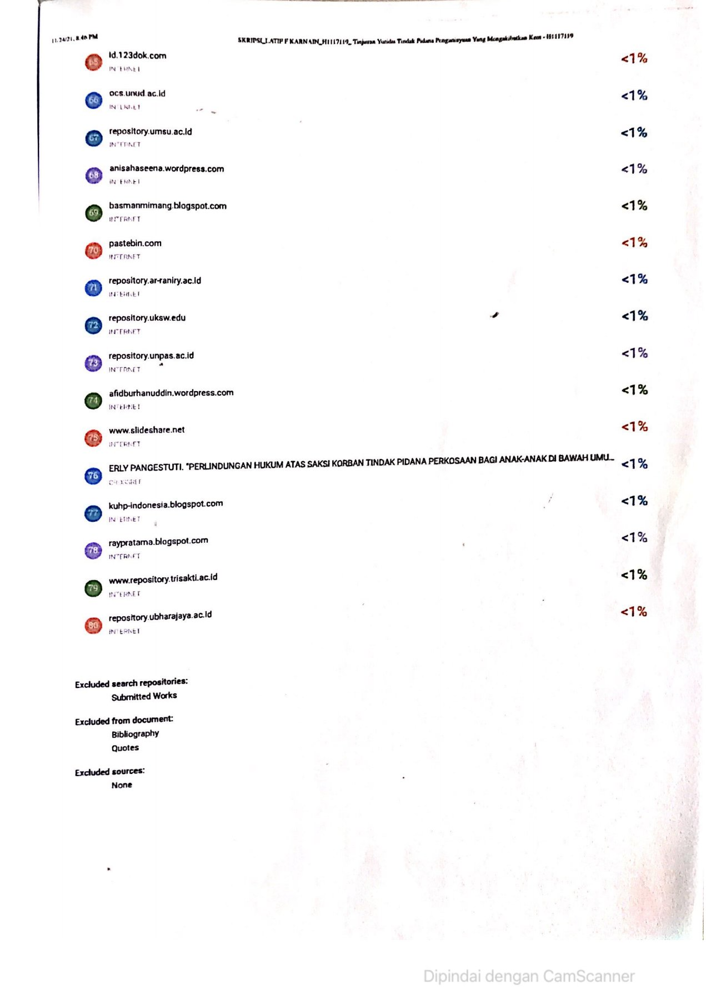 11/24/21, 8:46 PM
SKRIPSI_LATIF F KARNAIN_H1117119_ Tinjauan Yuridis Tindak Pidana Penganiayaan Yang Mengakibatkan Kem - H1117119
65
id.123dok.com
<1%
INTERNET
66
ocs.unud.ac.id
<1%
INTERNET
67
repository.umsu.ac.id
<1%
INTERNET
68
anisahaseena.wordpress.com
<1%
INTERNET
69
basmanmimang.blogspot.com
<1%
INTERNET
70
pastebin.com
<1%
INTERNET
71
repository.ar-raniry.ac.id
<1%
INTERNET
72
repository.uksw.edu
<1%
INTERNET
73
repository.unpas.ac.id
<1%
INTERNET
74
afidburhanuddin.wordpress.com
<1%
INTERNET
75
www.slideshare.net
<1%
INTERNET
76
ERLY PANGESTUTI. "PERLINDUNGAN HUKUM ATAS SAKSI KORBAN TINDAK PIDANA PERKOSAAN BAGI ANAK-ANAK DI BAWAH UMU...
<1%
CROSSREF
77
kuhp-indonesia.blogspot.com
<1%
INTERNET
78
raypratama.blogspot.com
<1%
INTERNET
79
www.repository.trisakti.ac.id
<1%
INTERNET
80
repository.ubharajaya.ac.id
<1%
INTERNET
Excluded search repositories:
Submitted Works
Excluded from document:
Bibliography
Quotes
Excluded sources:
None
Dipindai dengan CamScanner